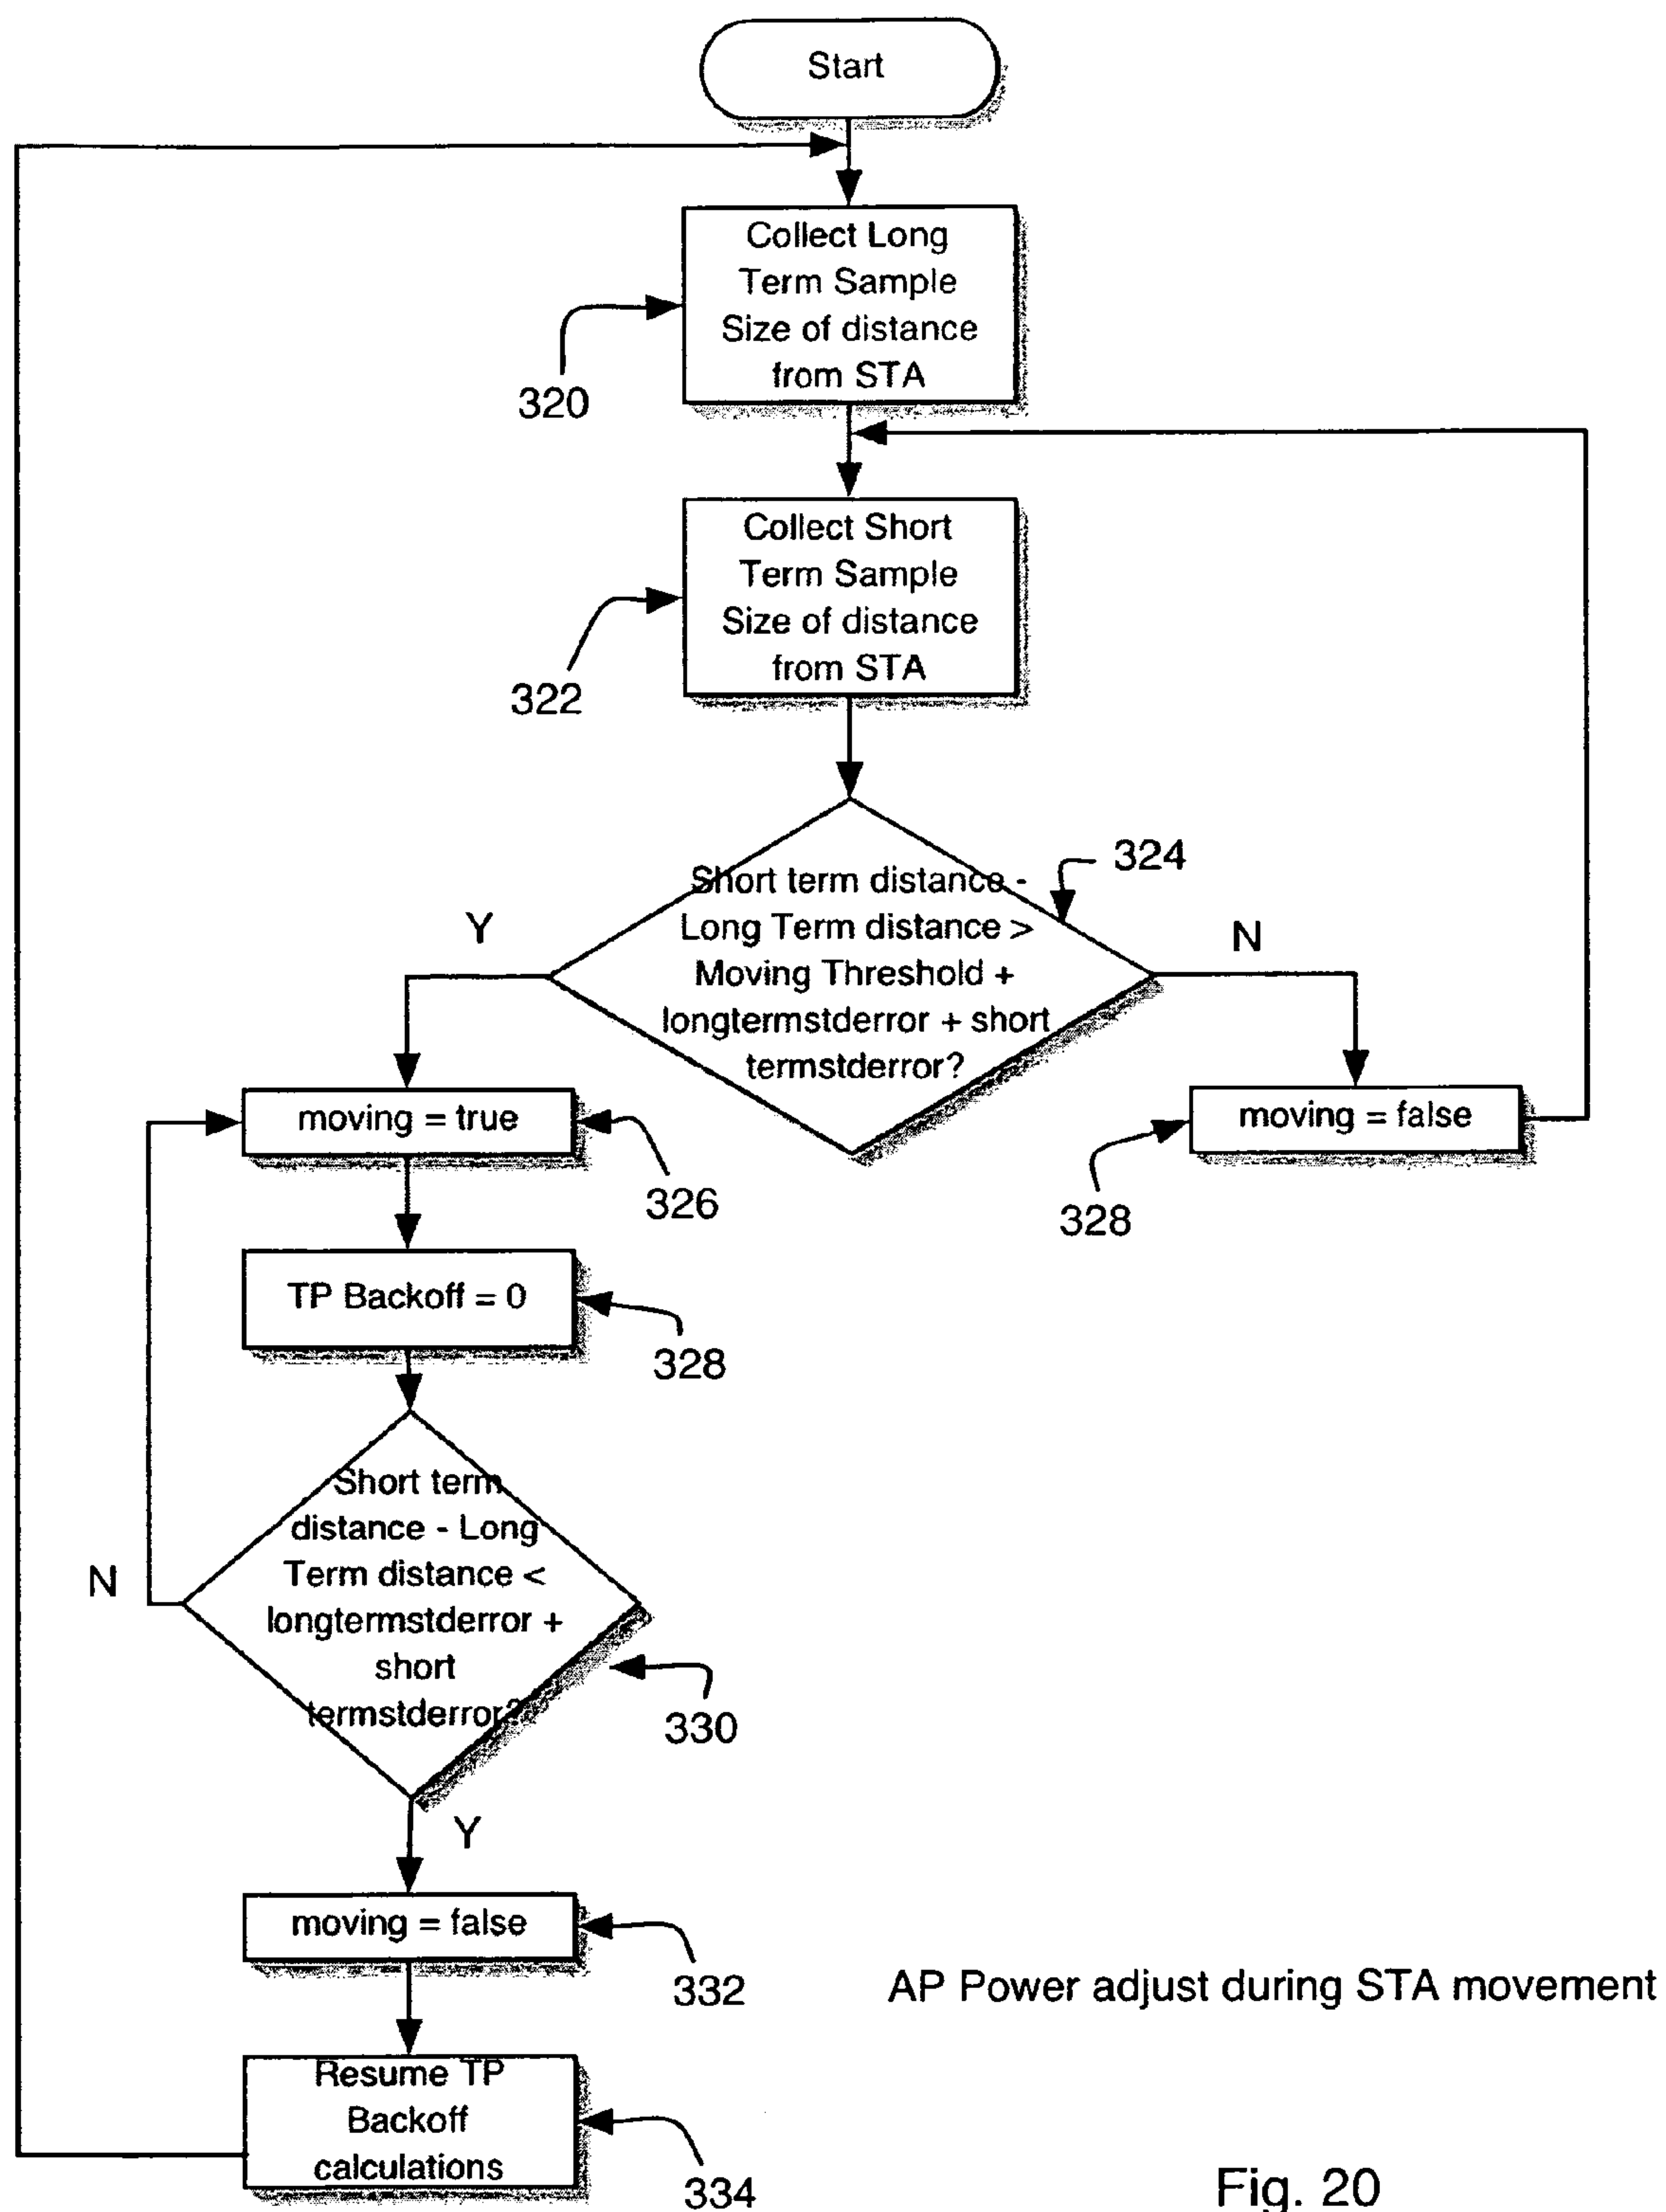 Start
Collect Long
Term Sample
Size of distance
from STA
320
Collect Short
Term Sample
Size of distance
from STA
322
Short term distance -
Long Term distance >
Moving Threshold +
longtermstderror + short
termstderror?
324
Y
N
moving = true
326
moving = false
328
TP Backoff = 0
328
Short term
distance - Long
Term distance <
longtermstderror +
short
termstderror?
330
N
Y
moving = false
332
AP Power adjust during STA movement
Resume TP
Backoff
calculations
334
Fig. 20